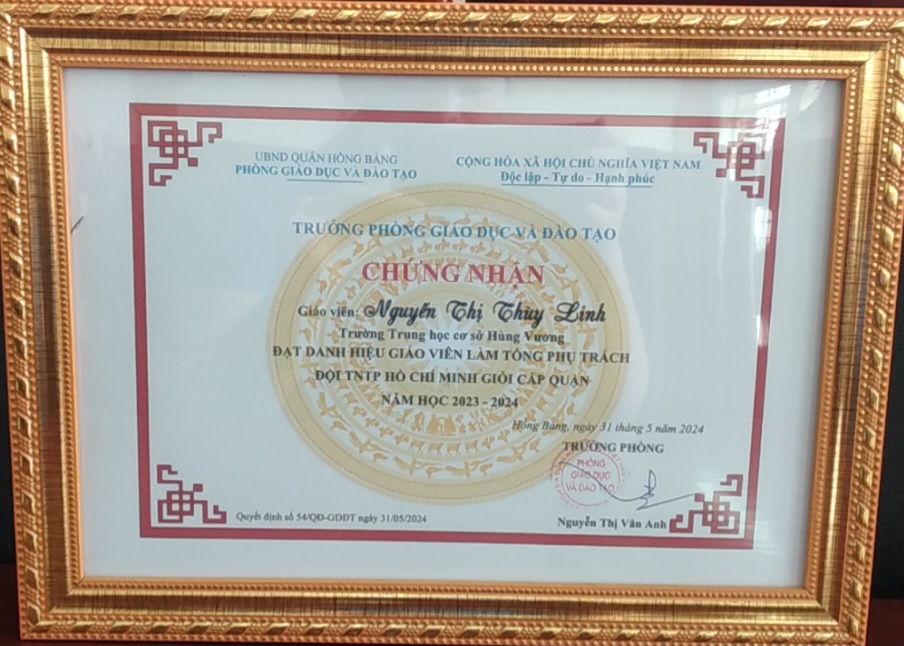 UBND QUẬN HỒNG BÀNG
PHÒNG GIÁO DỤC VÀ ĐÀO TẠO
CỘNG HÒA XÃ HỘI CHỦ NGHĨA VIỆT NAM
Độc lập - Tự do - Hạnh phúc
TRƯỞNG PHÒNG GIÁO DỤC VÀ ĐÀO TẠO
CHỨNG NHẬN
Giáo viên: Nguyễn Thị Thùy Linh
Trường Trung học cơ sở Hùng Vương
ĐẠT DANH HIỆU GIÁO VIÊN LÀM TỔNG PHỤ TRÁCH
ĐỘI TNTP HỒ CHÍ MINH GIỎI CẤP QUẬN
NĂM HỌC 2023 - 2024
Hồng Bàng, ngày 31 tháng 5 năm 2024
TRƯỞNG PHÒNG
PHÒNG
GIÁO DỤC
VÀ ĐÀO TẠO
Quyết định số 54/QĐ-GDĐT ngày 31/05/2024
Nguyễn Thị Vân Anh